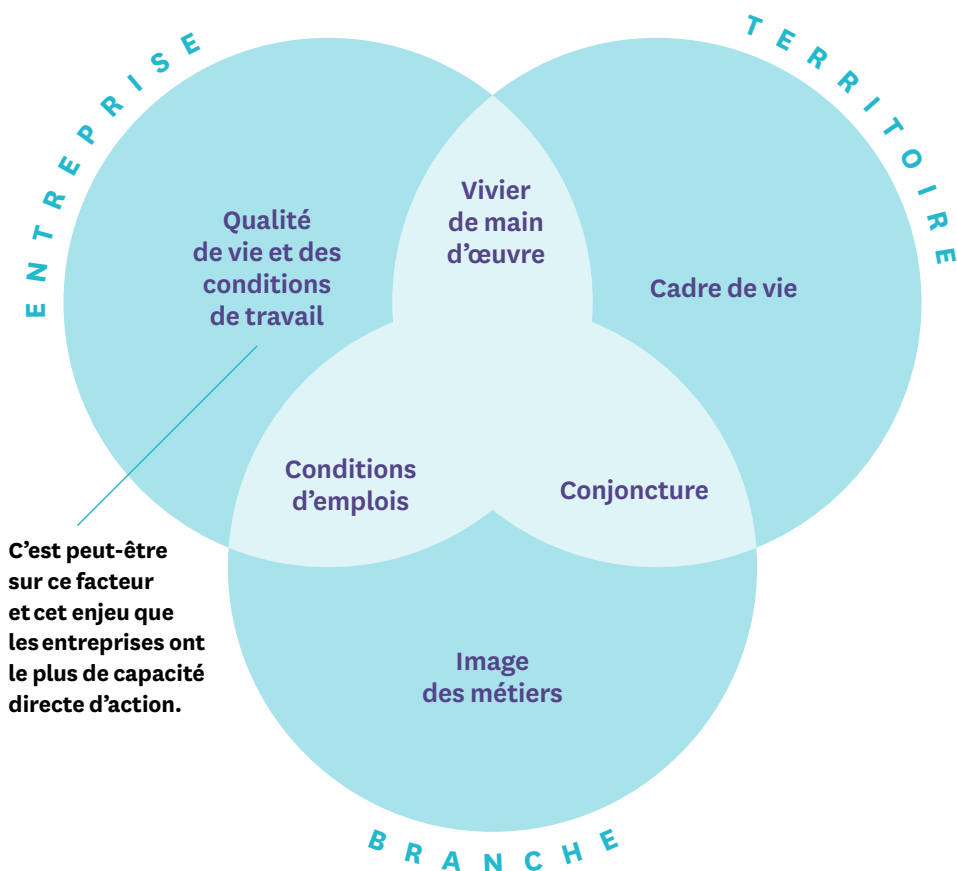 ENTREPRISE
TERRITOIRE
Vivier
de main
d’œuvre
Qualité
de vie et des
conditions
de travail
Cadre de vie
Conditions
d’emplois
Conjoncture
C’est peut-être
sur ce facteur
et cet enjeu que
les entreprises ont
le plus de capacité
directe d’action.
Image
des métiers
BRANCHE